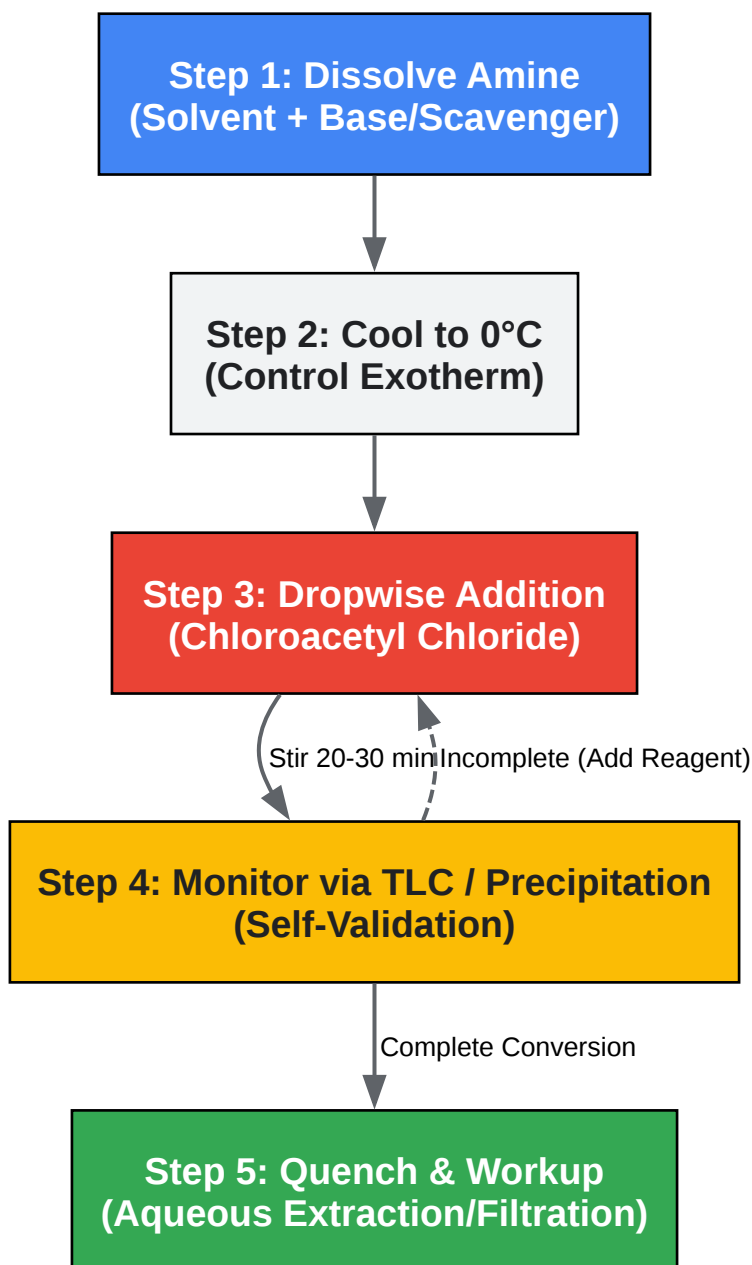 Step 1: Dissolve Amine
(Solvent + Base/Scavenger)
Step 2: Cool to 0°C
(Control Exotherm)
Step 3: Dropwise Addition
(Chloroacetyl Chloride)
Stir 20-30 min
Incomplete (Add Reagent)
Step 4: Monitor via TLC / Precipitation
(Self-Validation)
Complete Conversion
Step 5: Quench & Workup
(Aqueous Extraction/Filtration)